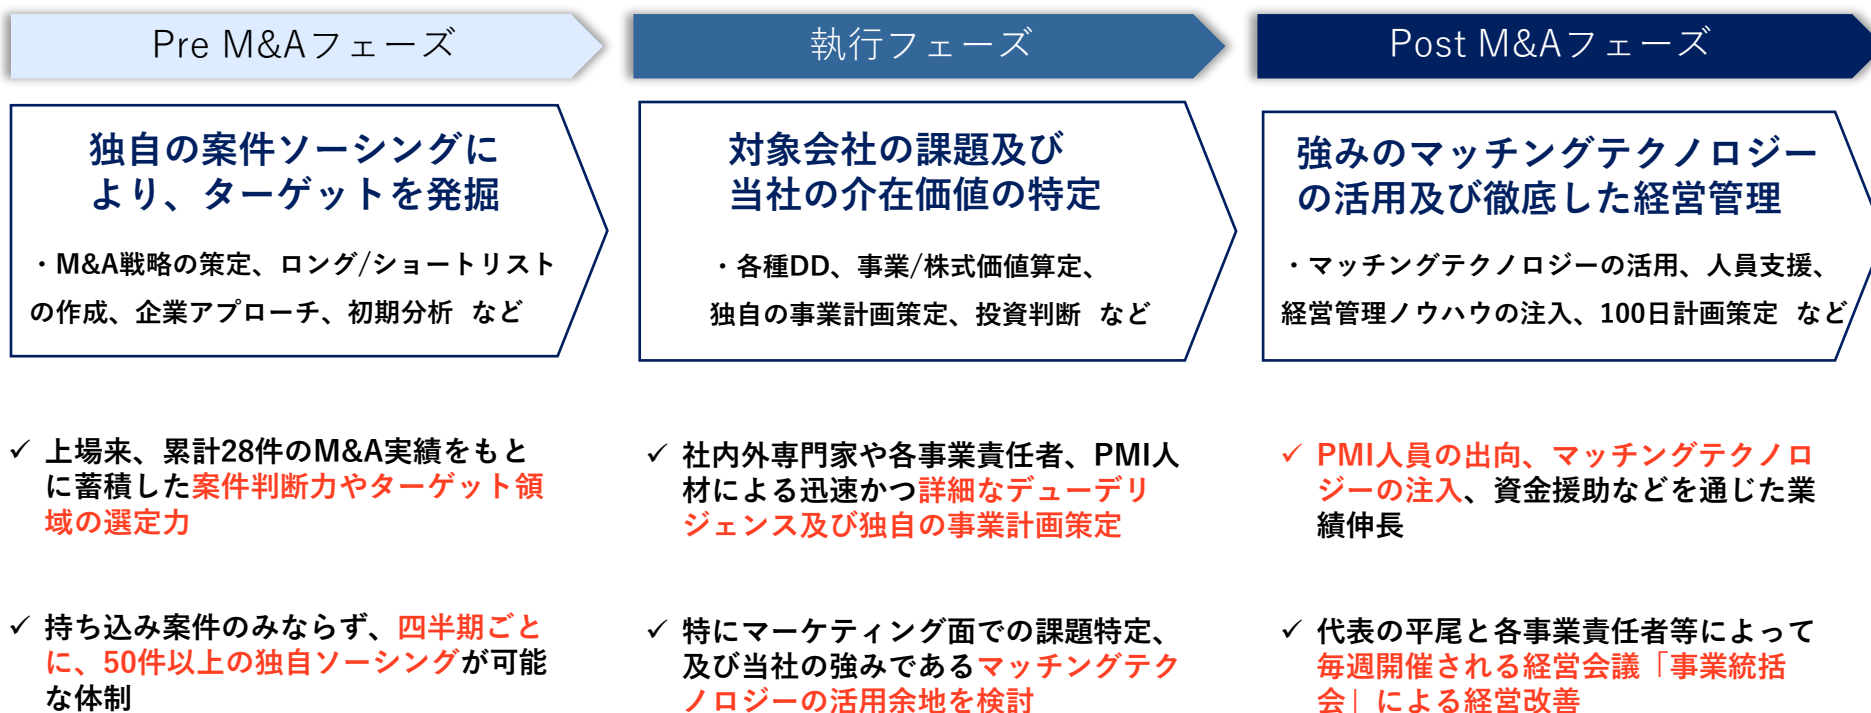 Pre M&Aフェーズ
執行フェーズ
Post M&Aフェーズ
独自の案件ソーシングに
より、ターゲットを発掘
・M&A戦略の策定、ロング/ショートリスト
の作成、企業アプローチ、初期分析 など
対象会社の課題及び
当社の介在価値の特定
・各種DD、事業/株式価値算定、
独自の事業計画策定、投資判断 など
強みのマッチングテクノロジー
の活用及び徹底した経営管理
・マッチングテクノロジーの活用、人員支援、
経営管理ノウハウの注入、100日計画策定 など
✓ 上場来、累計28件のM&A実績をもと
に蓄積した案件判断力やターゲット領
域の選定力
✓ 持ち込み案件のみならず、四半期ごと
に、50件以上の独自ソーシングが可能
な体制
✓ 社内外専門家や各事業責任者、PMI人
材による迅速かつ詳細なデューデリ
ジェンス及び独自の事業計画策定
✓ 特にマーケティング面での課題特定、
及び当社の強みであるマッチングテク
ノロジーの活用余地を検討
✓ PMI人員の出向、マッチングテクノロ
ジーの注入、資金援助などを通じた業
績伸長
✓ 代表の平尾と各事業責任者等によって
毎週開催される経営会議「事業統括
会」による経営改善